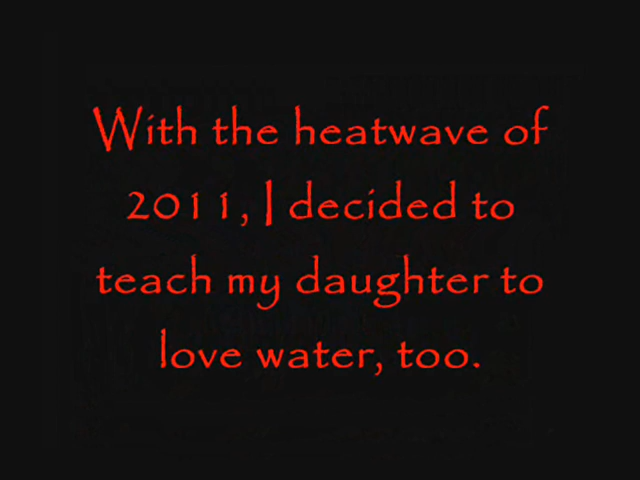 With the heatwave of
2011, I decided to
teach my daughter to
love water, too.